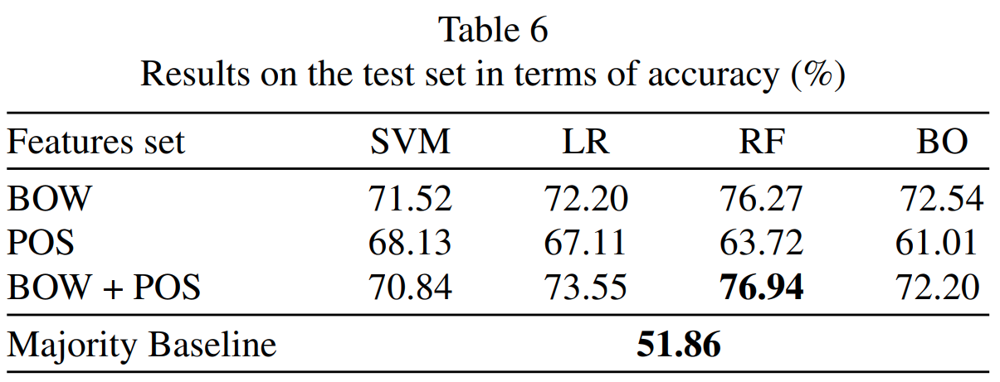 Table 6
Results on the test set in terms of accuracy (%)
Features set SVM LR RF BO
BOW 71.52 72.20 76.27 72.54
POS 68.13 67.11 63.72 61.01
BOW + POS 70.84 73.55 76.94 72.20
Majority Baseline 51.86